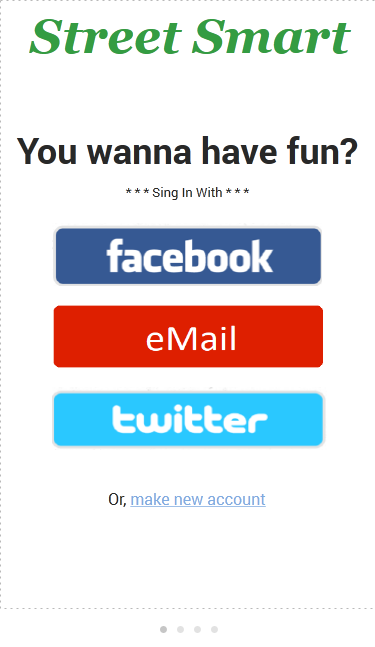 Street Smart
You wanna have fun?
* * * Sing In With * * *
facebook
eMail
twitter
Or, make new account